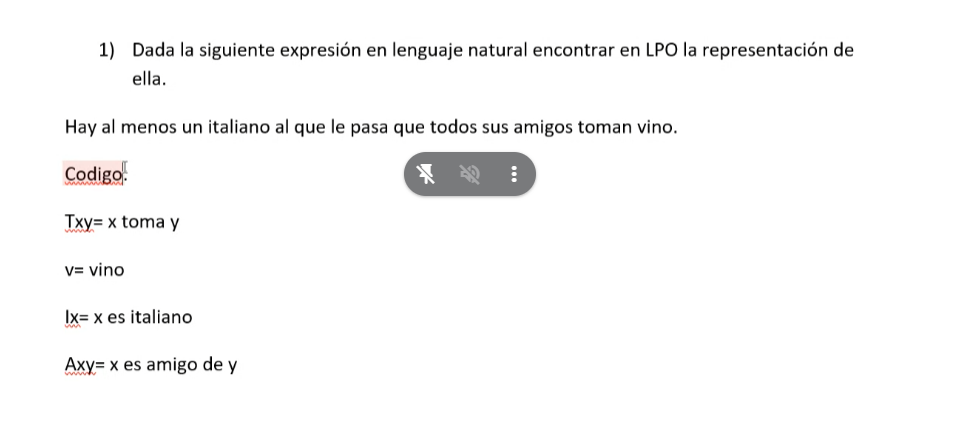 1) Dada la siguiente expresión en lenguaje natural encontrar en LPO la representación de
ella.
Hay al menos un italiano al que le pasa que todos sus amigos toman vino.
Codigo:
Txy= x toma y
v= vino
Ix= x es italiano
Axy= x es amigo de y